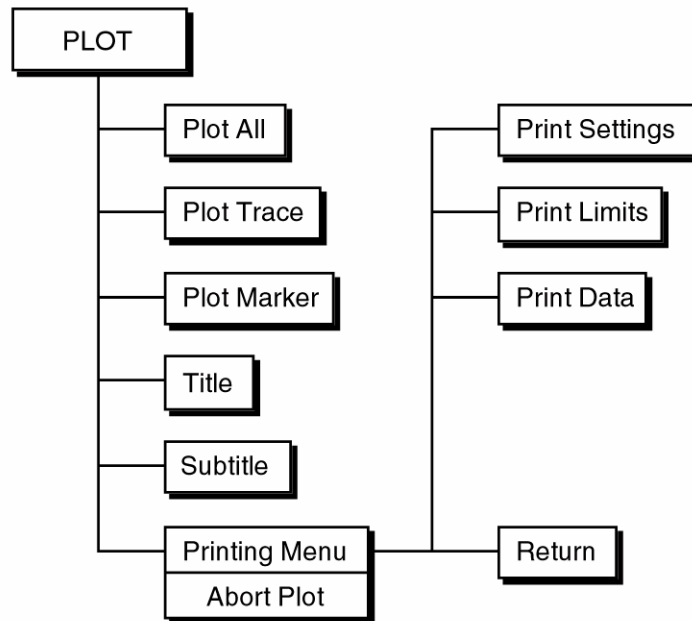 PLOT
Plot All
Plot Trace
Plot Marker
Title
Subtitle
Printing Menu
Abort Plot
Print Settings
Print Limits
Print Data
Return